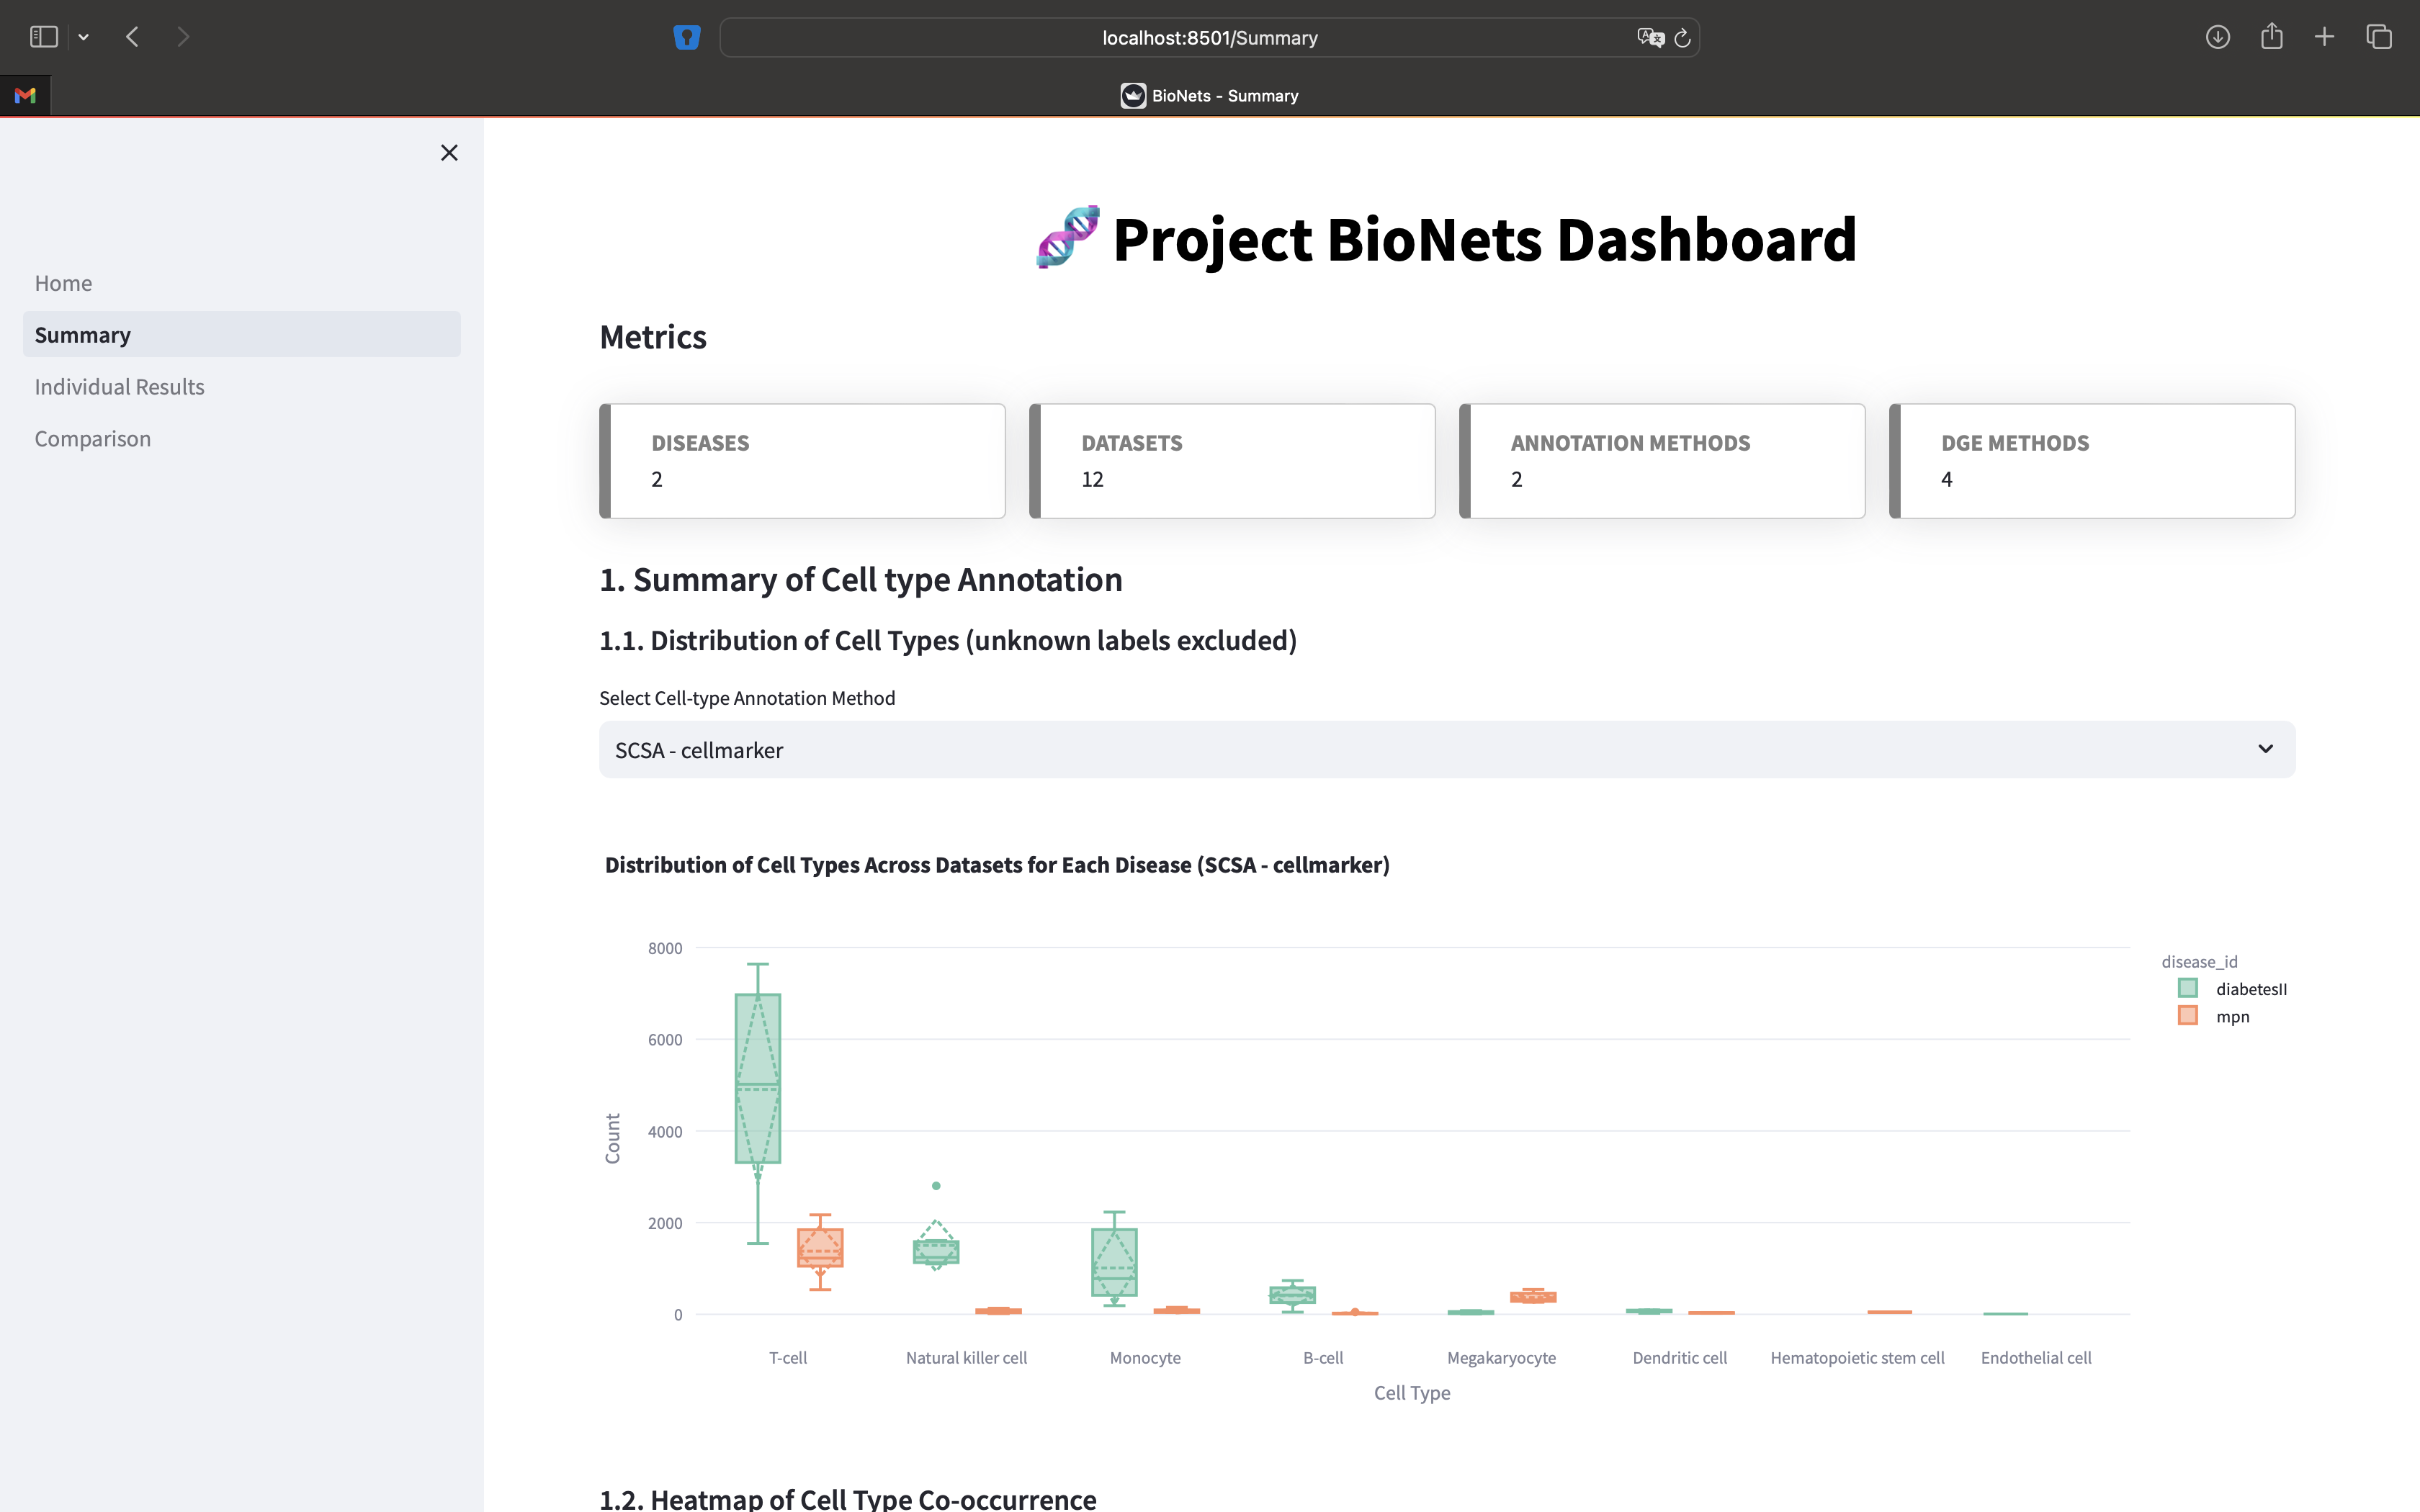 localhost:8501/Summary
BioNets - Summary
Home
Summary
Individual Results
Comparison
Project BioNets Dashboard
Metrics
DISEASES
2
DATASETS
12
ANNOTATION METHODS
2
DGE METHODS
4
1. Summary of Cell type Annotation
1.1. Distribution of Cell Types (unknown labels excluded)
Select Cell-type Annotation Method
SCSA - cellmarker
Distribution of Cell Types Across Datasets for Each Disease (SCSA - cellmarker)
8000
6000
4000
2000
0
Count
disease_id
diabetesII
mpn
T-cell
Natural killer cell
Monocyte
B-cell
Megakaryocyte
Dendritic cell
Hematopoietic stem cell
Endothelial cell
Cell Type
1.2. Heatmap of Cell Type Co-occurrence